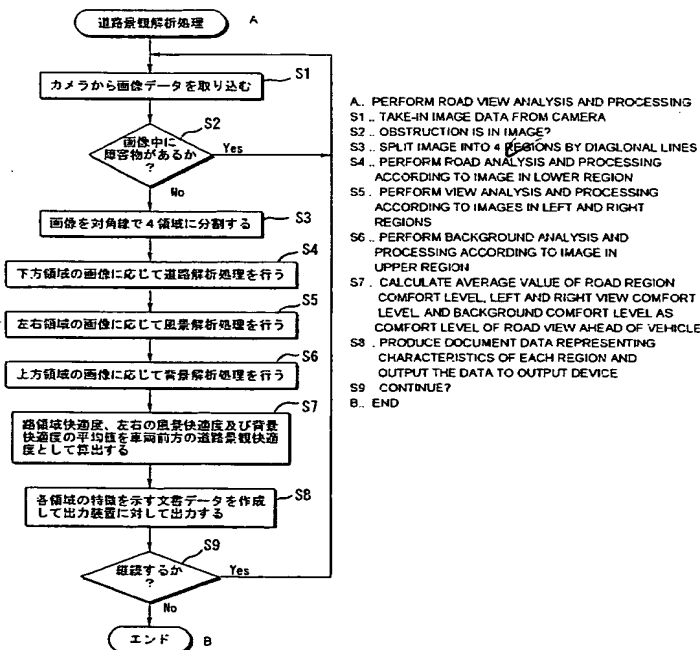 道路景観解析処理
A
カメラから画像データを取り込む
S1
S2
画像中に
障害物があるか
?
Yes
No
画像を対角線で4領域に分割する
S3
S4
下方領域の画像に応じて道路解析処理を行う
S5
左右領域の画像に応じて風景解析処理を行う
S6
上方領域の画像に応じて背景解析処理を行う
S7
路領域快適度、左右の風景快適度及び背景
快適度の平均値を車両前方の道路景観快適
度として算出する
各領域の特徴を示す文書データを作成
して出力装置に対して出力する
S8
S9
継続するか
?
Yes
No
エンド
B
A.. PERFORM ROAD VIEW ANALYSIS AND PROCESSING
S1 .. TAKE-IN IMAGE DATA FROM CAMERA
S2 .. OBSTRUCTION IS IN IMAGE?
S3 .. SPLIT IMAGE INTO 4 REGIONS BY DIAGLONAL LINES
S4 .. PERFORM ROAD ANALYSIS AND PROCESSING
ACCORDING TO IMAGE IN LOWER REGION
S5 .. PERFORM VIEW ANALYSIS AND PROCESSING
ACCORDING TO IMAGES IN LEFT AND RIGHT
REGIONS
S6 .. PERFORM BACKGROUND ANALYSIS AND
PROCESSING ACCORDING TO IMAGE IN
UPPER REGION
S7 . CALCULATE AVERAGE VALUE OF ROAD REGION
COMFORT LEVEL, LEFT AND RIGHT VIEW COMFORT
LEVEL, AND BACKGROUND COMFORT LEVEL AS
COMFORT LEVEL OF ROAD VIEW AHEAD OF VEHICLE
S8 . PRODUCE DOCUMENT DATA REPRESENTING
CHARACTERISTICS OF EACH REGION AND
OUTPUT THE DATA TO OUTPUT DEVICE
S9 CONTINUE?
B.. END